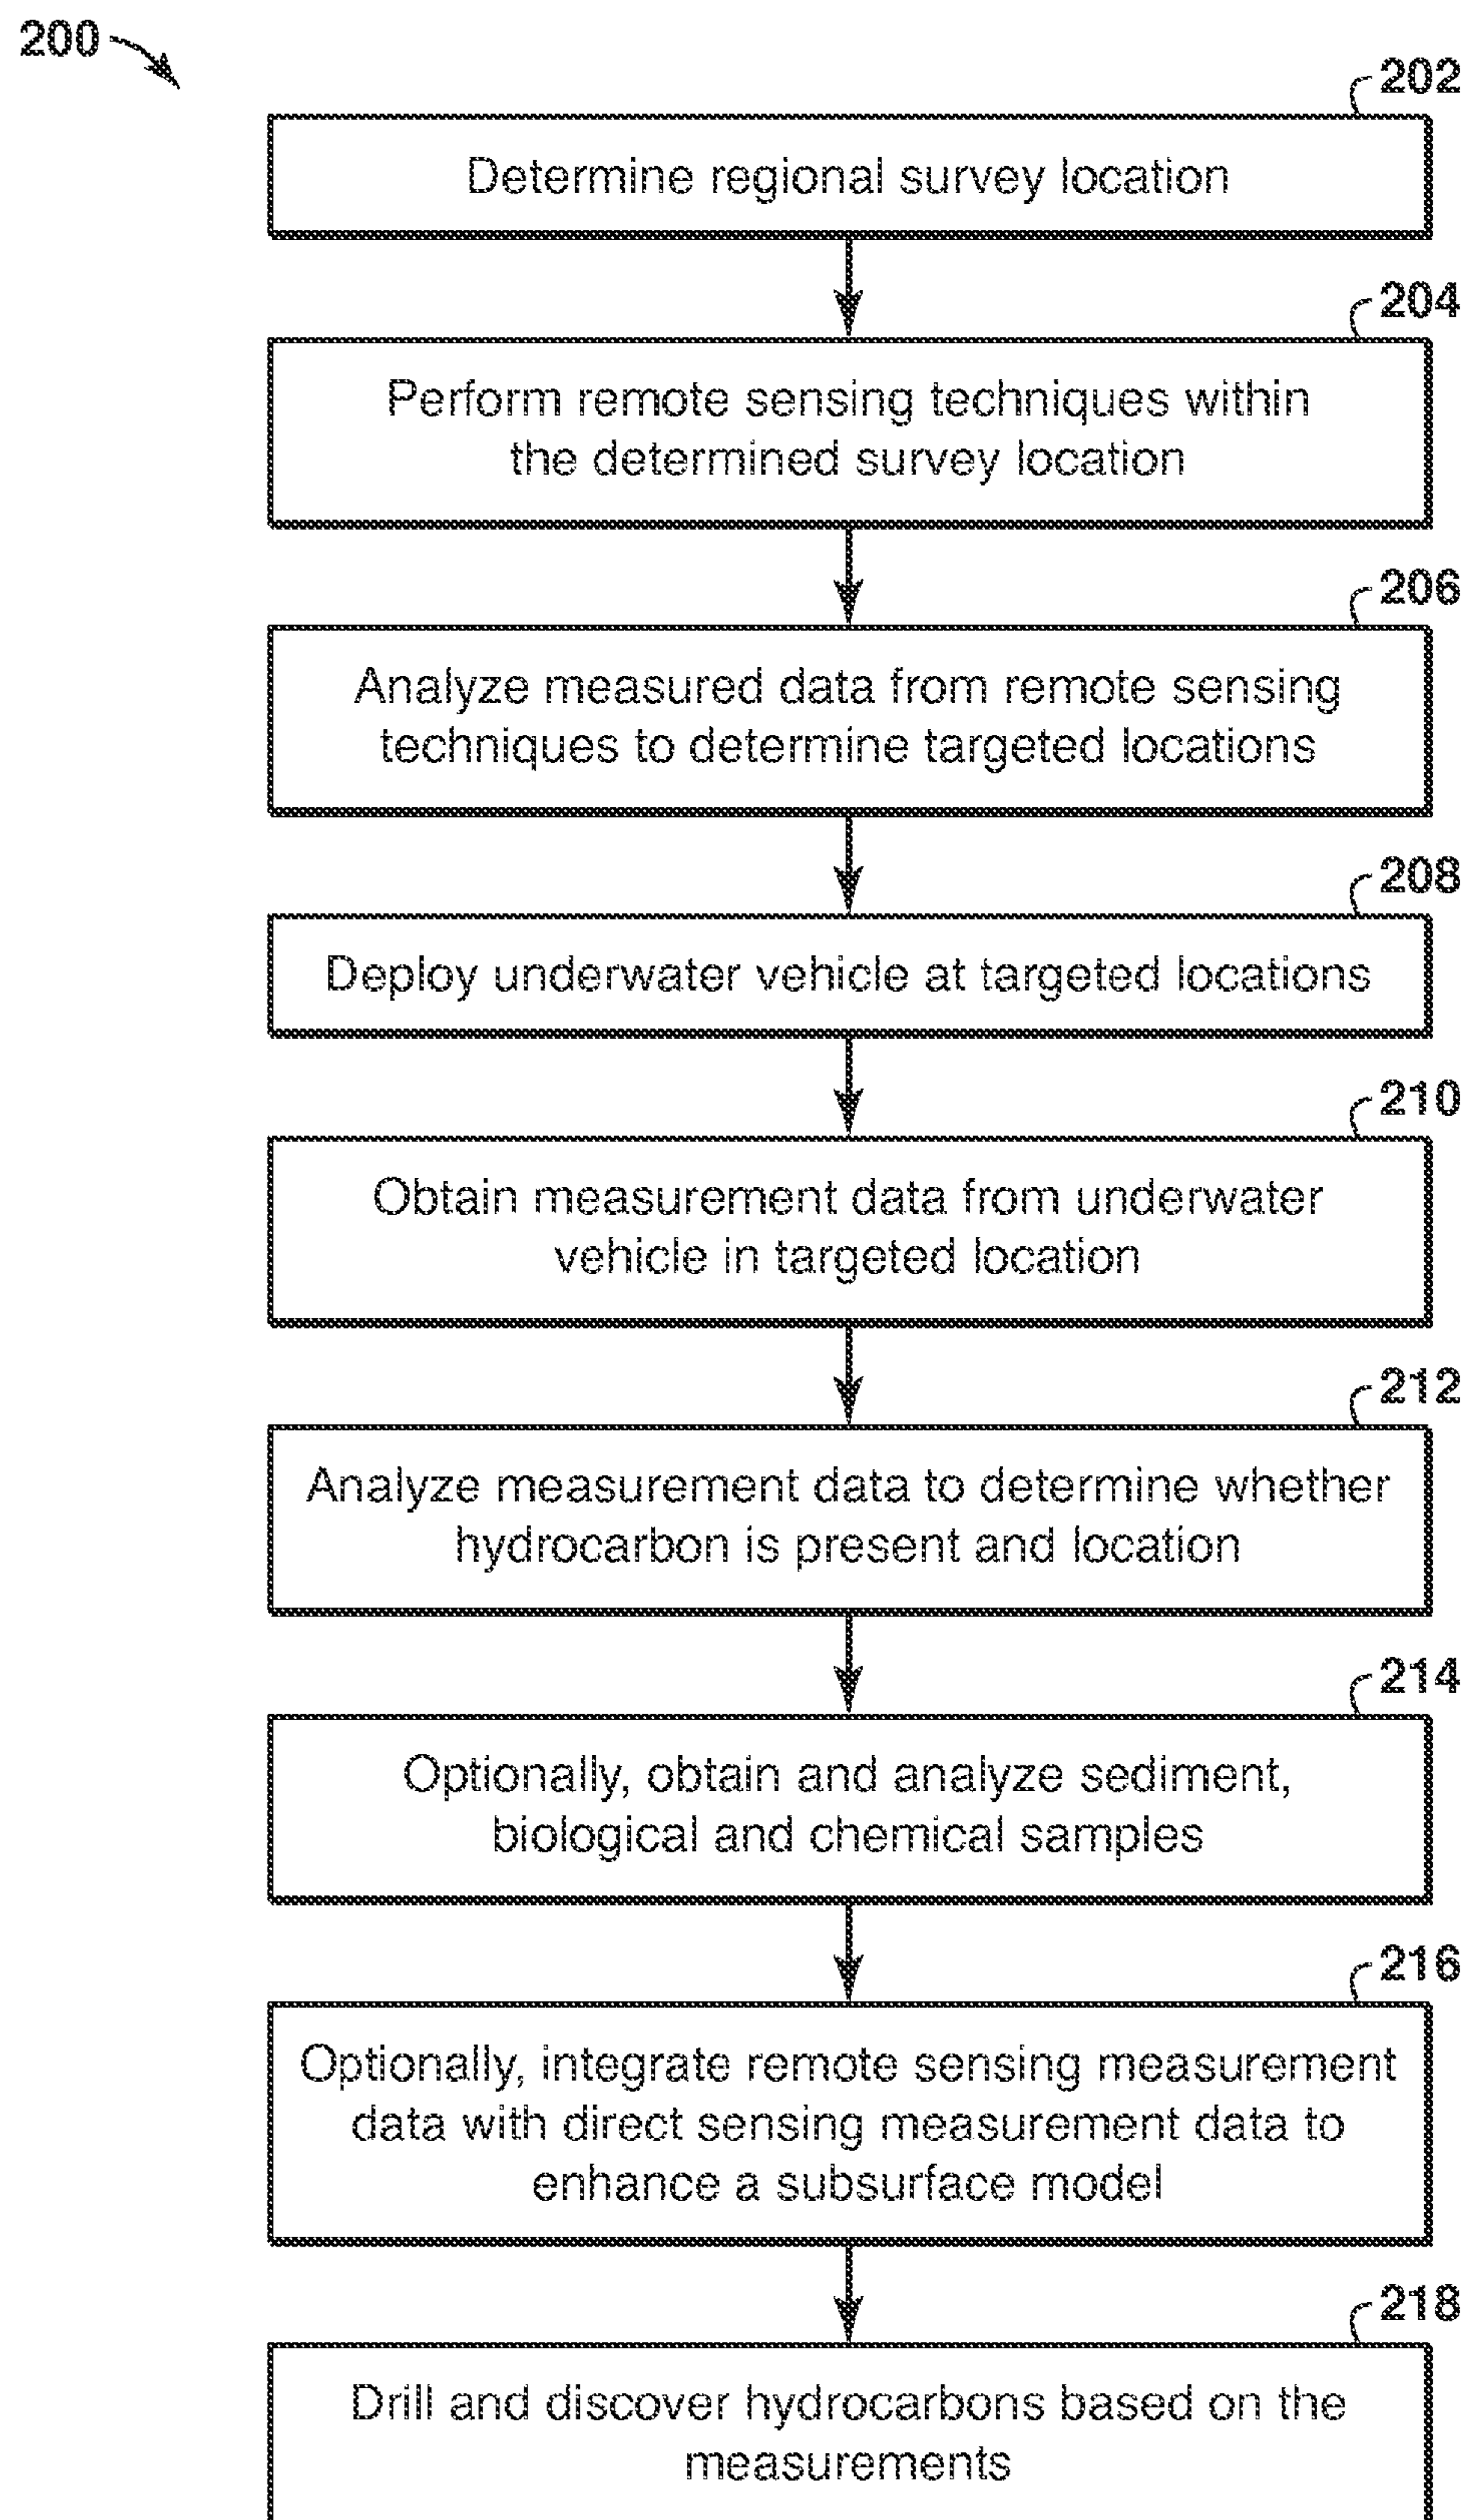 200
202
Determine regional survey location
204
Perform remote sensing techniques within
the determined survey location
206
Analyze measured data from remote sensing
techniques to determine targeted locations
208
Deploy underwater vehicle at targeted locations
210
Obtain measurement data from underwater
vehicle in targeted location
212
Analyze measurement data to determine whether
hydrocarbon is present and location
214
Optionally, obtain and analyze sediment,
biological and chemical samples
216
Optionally, integrate remote sensing measurement
data with direct sensing measurement data to
enhance a subsurface model
218
Drill and discover hydrocarbons based on the
measurements